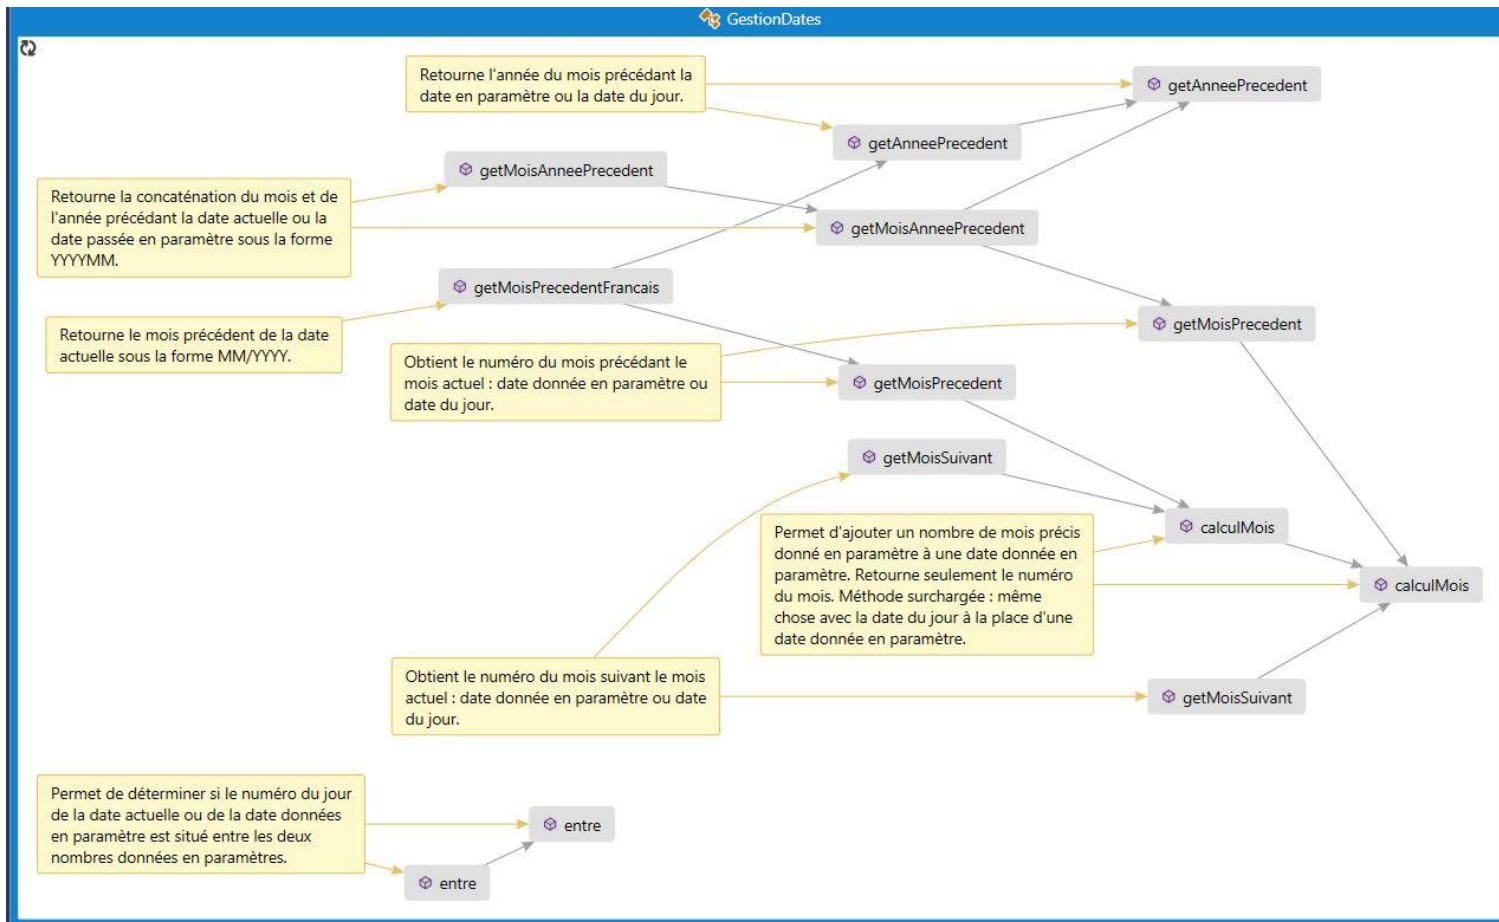 GestionDates
Retourne l'année du mois précédant la
date en paramètre ou la date du jour.
getAnneePrecedent
getAnneePrecedent
getMoisAnneePrecedent
Retourne la concaténation du mois et de
l'année précédant la date actuelle ou la
date passée en paramètre sous la forme
YYYYMM.
getMoisAnneePrecedent
getMoisPrecedentFrancais
Retourne le mois précédent de la date
actuelle sous la forme MM/YYYY.
getMoisPrecedent
Obtient le numéro du mois précédant le
mois actuel : date donnée en paramètre ou
date du jour.
getMoisPrecedent
getMoisSuivant
Permet d'ajouter un nombre de mois précis
donné en paramètre à une date donnée en
paramètre. Retourne seulement le numéro
du mois. Méthode surchargée : même
chose avec la date du jour à la place d'une
date donnée en paramètre.
calculMois
calculMois
Obtient le numéro du mois suivant le mois
actuel : date donnée en paramètre ou date
du jour.
getMoisSuivant
Permet de déterminer si le numéro du jour
de la date actuelle ou de la date données
en paramètre est situé entre les deux
nombres données en paramètres.
entre
entre